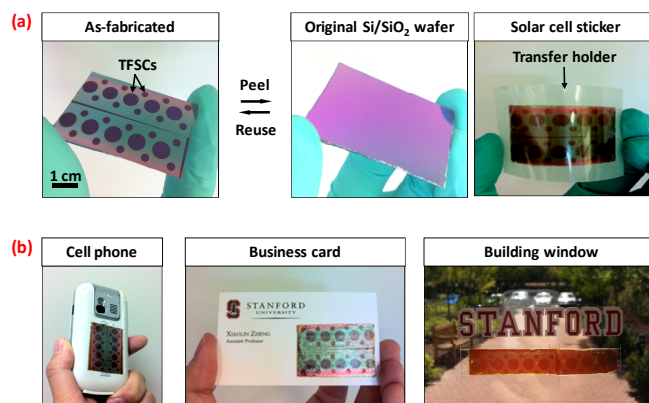 (a)
As-fabricated
Original Si/SiO₂ wafer
Solar cell sticker
TFSCs
Peel
Reuse
Transfer holder
1 cm
(b)
Cell phone
Business card
Building window
STANFORD
UNIVERSITY
XIAOLIN ZHENG
Assistant Professor
STANFORD